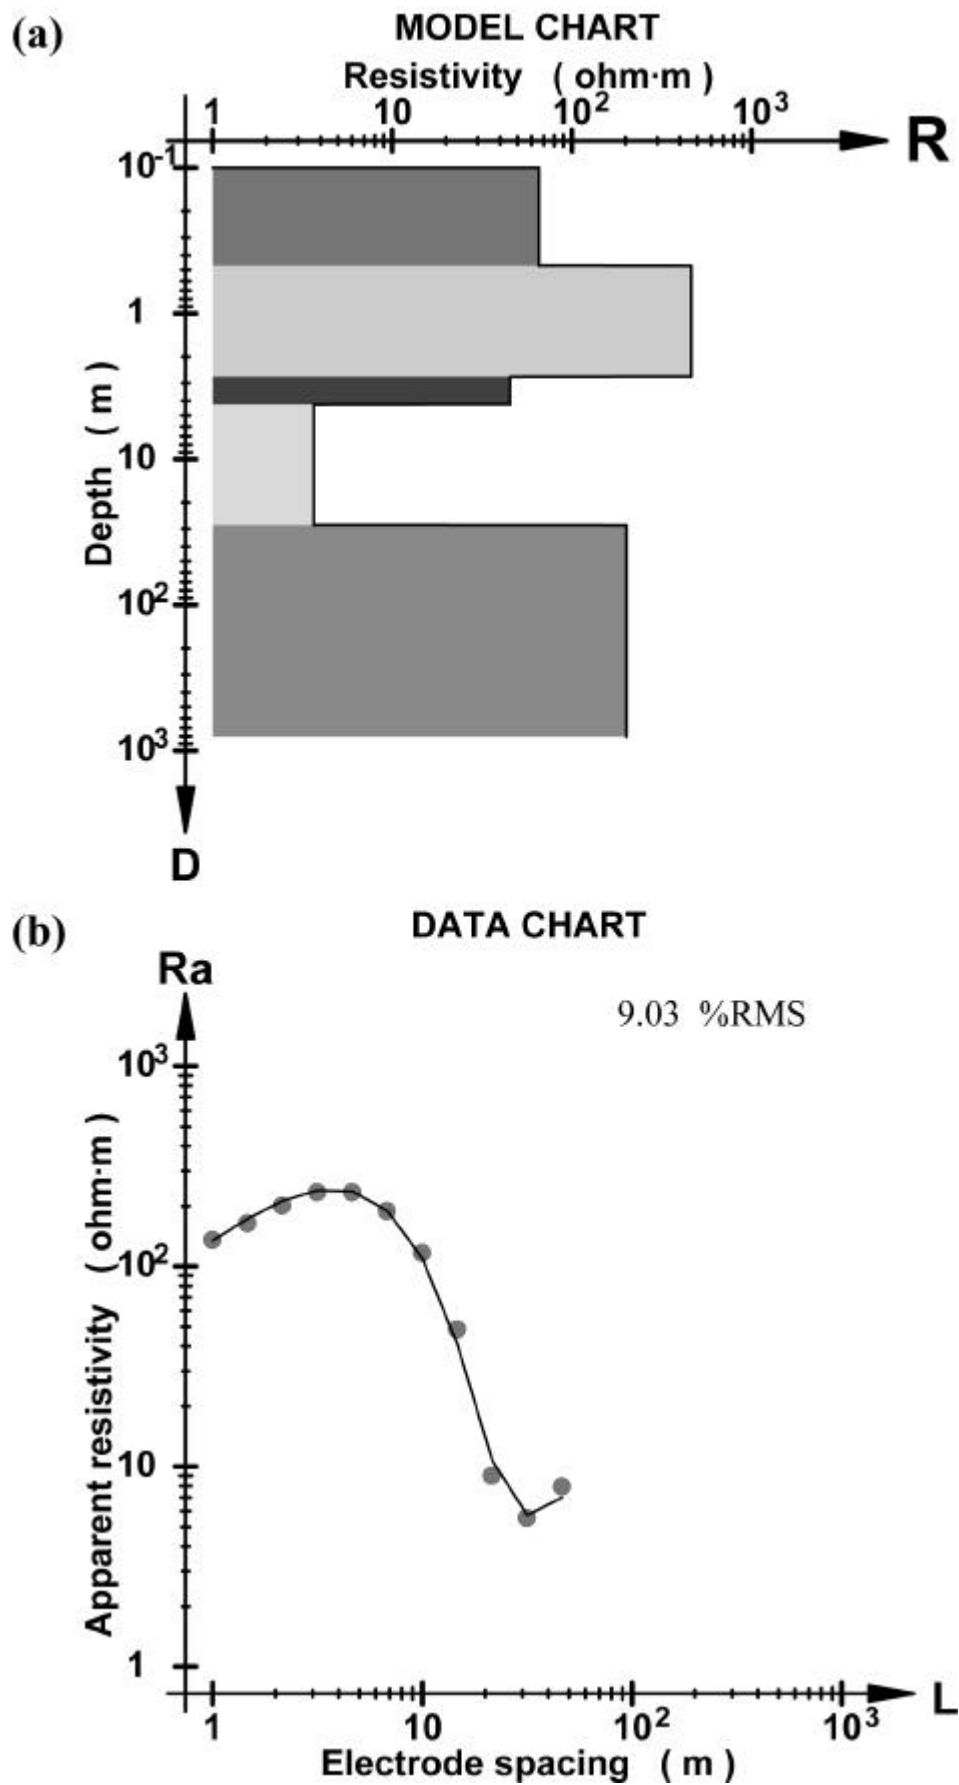 (a)
MODEL CHART
Resistivity ( ohm·m )
1 10 10² 10³
R
10⁻¹
1
10
10²
10³
Depth ( m )
D
(b)
DATA CHART
Ra
9.03 %RMS
10³
10²
10
1
Apparent resistivity ( ohm·m )
1 10 10² 10³
L
Electrode spacing ( m )